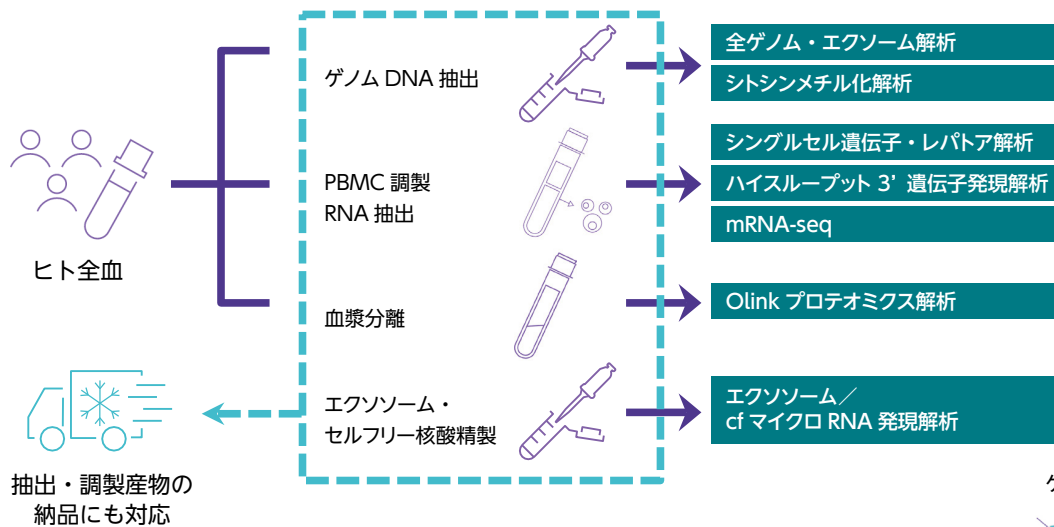 ヒト全血
抽出・調製産物の
納品にも対応
ゲノム DNA 抽出
PBMC 調製
RNA 抽出
血漿分離
エクソソーム・
セルフリー核酸精製
全ゲノム・エクソーム解析
シトシンメチル化解析
シングルセル遺伝子・レパトア解析
ハイスループット 3’ 遺伝子発現解析
mRNA-seq
Olink プロテオミクス解析
エクソソーム／
cf マイクロ RNA 発現解析